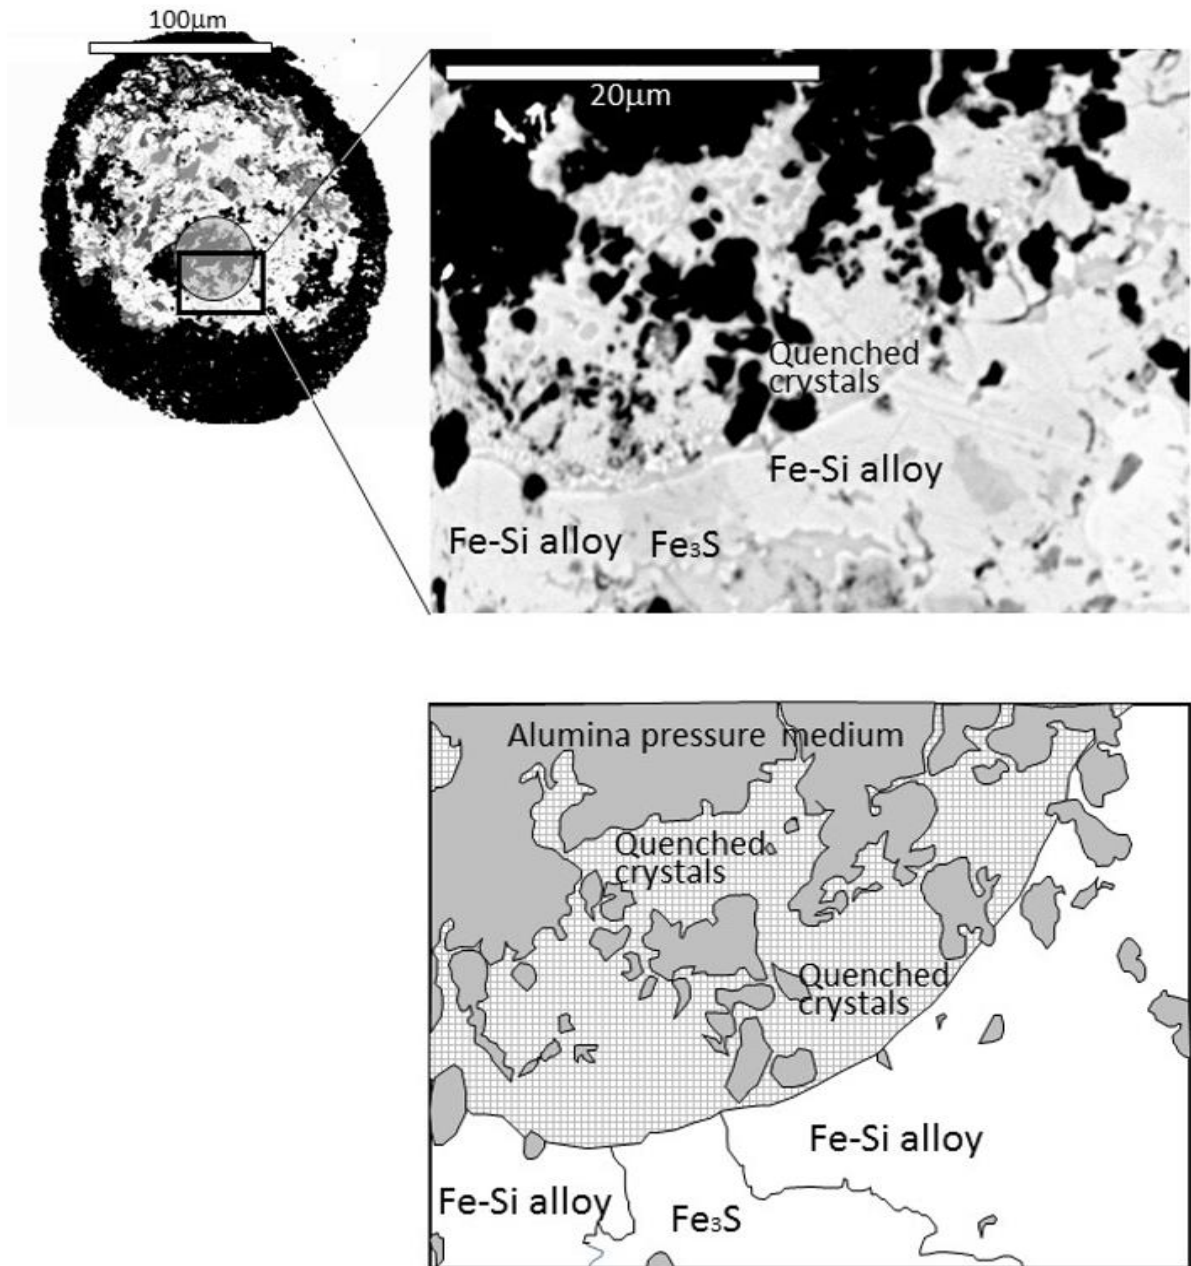 100μm
20μm
Quenched
crystals
Fe-Si alloy
Fe-Si alloy
Fe₃S
Alumina pressure medium
Quenched
crystals
Quenched
crystals
Fe-Si alloy
Fe-Si alloy
Fe₃S